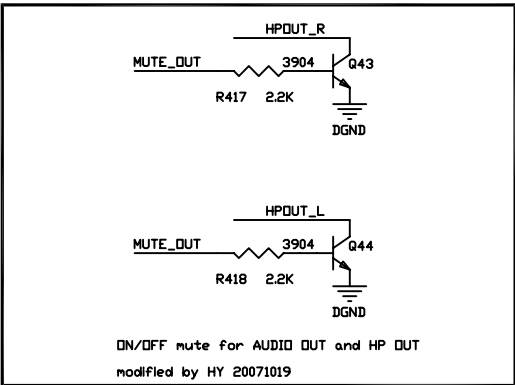 HPOUT_R
MUTE_OUT 3904 Q43
R417 2.2K
DGND
HPOUT_L
MUTE_OUT 3904 Q44
R418 2.2K
DGND
ON/OFF mute for AUDIO OUT and HP OUT
modified by HY 20071019